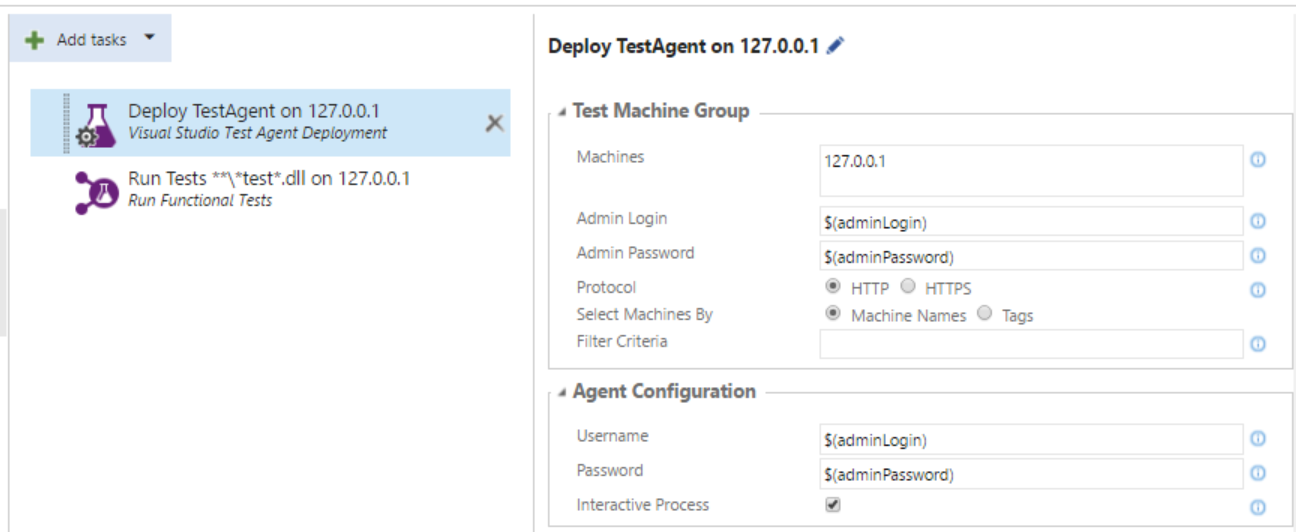 Add tasks
Deploy TestAgent on 127.0.0.1
Visual Studio Test Agent Deployment
Run Tests **\*test*.dll on 127.0.0.1
Run Functional Tests
Deploy TestAgent on 127.0.0.1
Test Machine Group
Machines 127.0.0.1
Admin Login $(adminLogin)
Admin Password $(adminPassword)
Protocol HTTP HTTPS
Select Machines By Machine Names Tags
Filter Criteria
Agent Configuration
Username $(adminLogin)
Password $(adminPassword)
Interactive Process